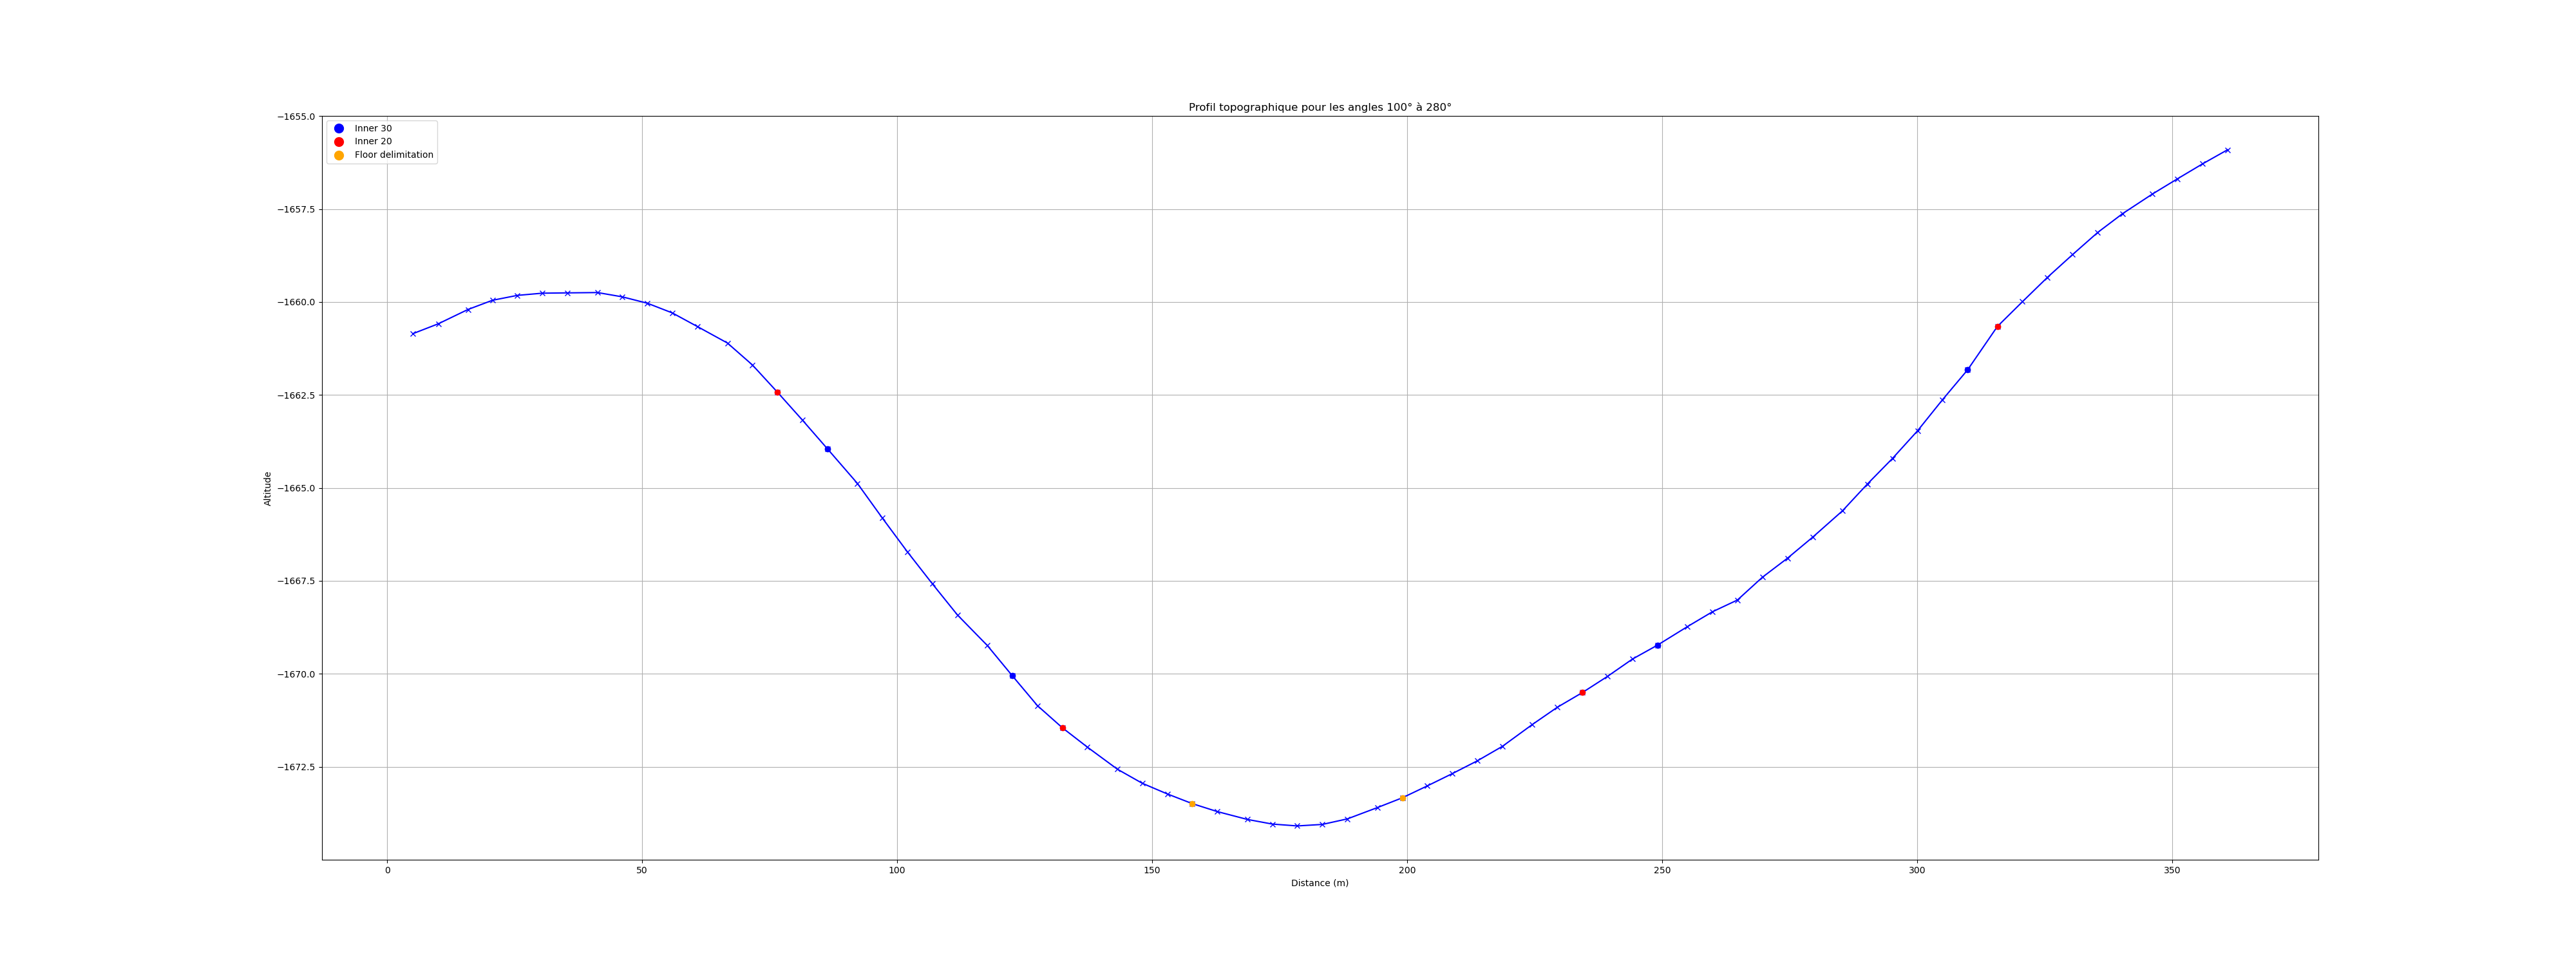 Profil topographique pour les angles 100° à 280°
Inner 30
Inner 20
Floor delimitation
Altitude
−1655.0
−1657.5
−1660.0
−1662.5
−1665.0
−1667.5
−1670.0
−1672.5
0 50 100 150 200 250 300 350
Distance (m)